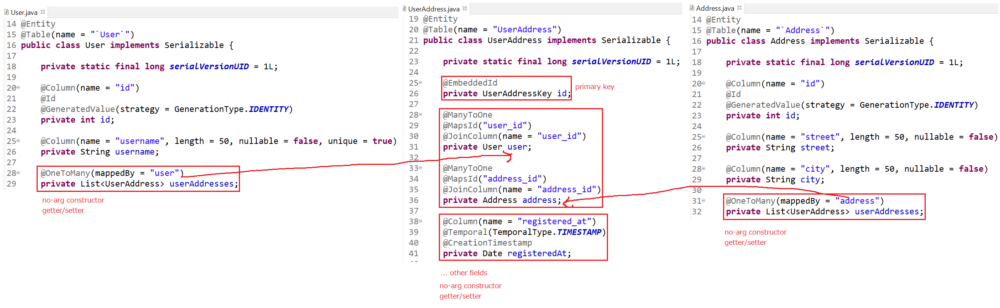 User.java
14 @Entity
15 @Table(name = "`User`")
16 public class User implements Serializable {
17
18 private static final long serialVersionUID = 1L;
19
20 @Column(name = "id")
21 @Id
22 @GeneratedValue(strategy = GenerationType.IDENTITY)
23 private int id;
24
25 @Column(name = "username", length = 50, nullable = false, unique = true)
26 private String username;
27
28 @OneToMany(mappedBy = "user")
29 private List<UserAddress> userAddresses;
no-arg constructor
getter/setter
UserAddress.java
19 @Entity
20 @Table(name = "UserAddress")
21 public class UserAddress implements Serializable {
22
23 private static final long serialVersionUID = 1L;
24
25 @EmbeddedId
26 private UserAddressKey id;
primary key
27
28 @ManyToOne
29 @MapsId("user_id")
30 @JoinColumn(name = "user_id")
31 private User user;
32
33 @ManyToOne
34 @MapsId("address_id")
35 @JoinColumn(name = "address_id")
36 private Address address;
37
38 @Column(name = "registered_at")
39 @Temporal(TemporalType.TIMESTAMP)
40 @CreationTimestamp
41 private Date registeredAt;
... other fields
no-arg constructor
getter/setter
Address.java
14 @Entity
15 @Table(name = "`Address`")
16 public class Address implements Serializable {
17
18 private static final long serialVersionUID = 1L;
19
20 @Column(name = "id")
21 @Id
22 @GeneratedValue(strategy = GenerationType.IDENTITY)
23 private int id;
24
25 @Column(name = "street", length = 50, nullable = false)
26 private String street;
27
28 @Column(name = "city", length = 50, nullable = false)
29 private String city;
30
31 @OneToMany(mappedBy = "address")
32 private List<UserAddress> userAddresses;
no-arg constructor
getter/setter